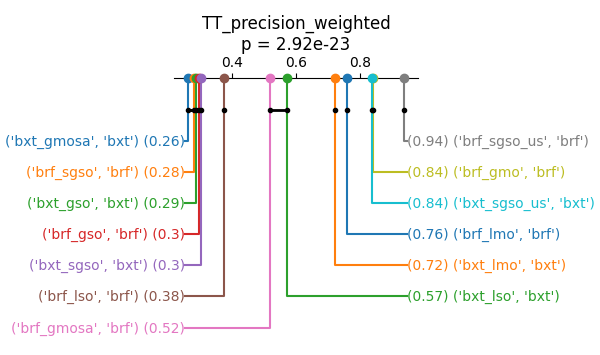 TT_precision_weighted
p = 2.92e-23
0.4 0.6 0.8
('bxt_gmosa', 'bxt') (0.26)
('brf_sgso', 'brf') (0.28)
('bxt_gso', 'bxt') (0.29)
('brf_gso', 'brf') (0.3)
('bxt_sgso', 'bxt') (0.3)
('brf_lso', 'brf') (0.38)
('brf_gmosa', 'brf') (0.52)
(0.94) ('brf_sgso_us', 'brf')
(0.84) ('brf_gmo', 'brf')
(0.84) ('bxt_sgso_us', 'bxt')
(0.76) ('brf_lmo', 'brf')
(0.72) ('bxt_lmo', 'bxt')
(0.57) ('bxt_lso', 'bxt')